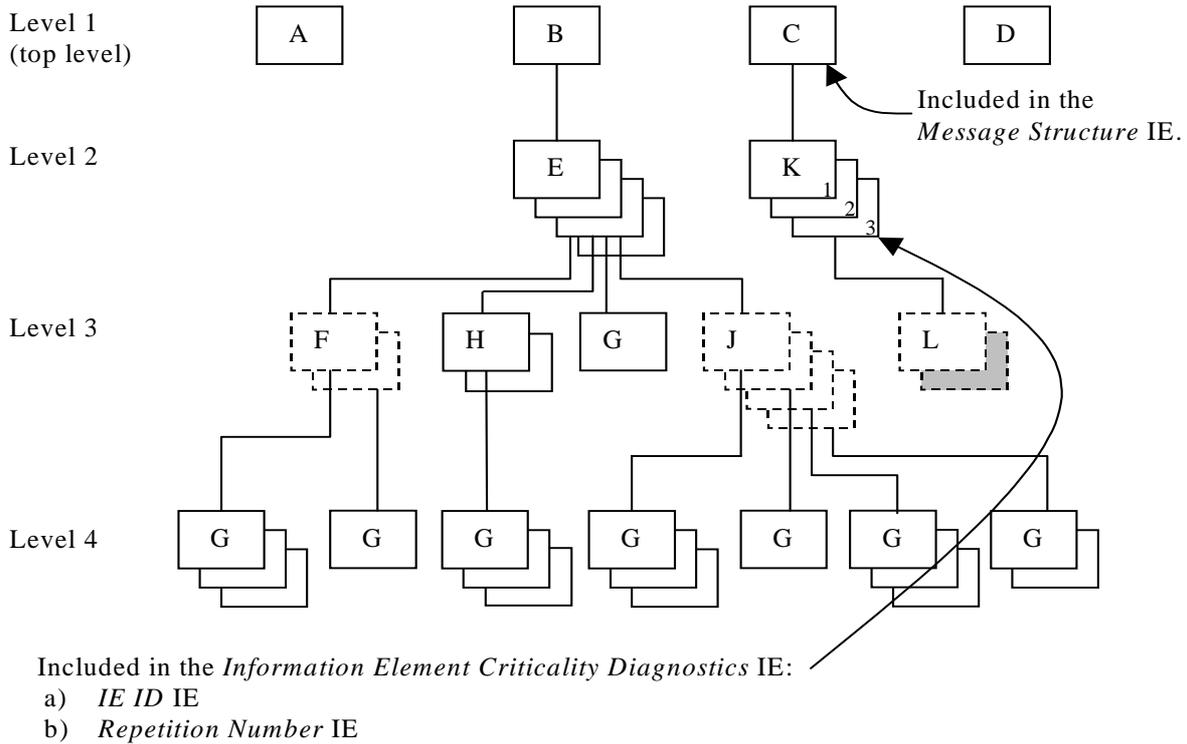 Level 1
(top level)
A
B
C
D
Included in the
Message Structure IE.
Level 2
E
K
1
2
3
Level 3
F
H
G
J
L
Level 4
G
G
G
G
G
G
G
Included in the Information Element Criticality Diagnostics IE:
a) IE ID IE
b) Repetition Number IE